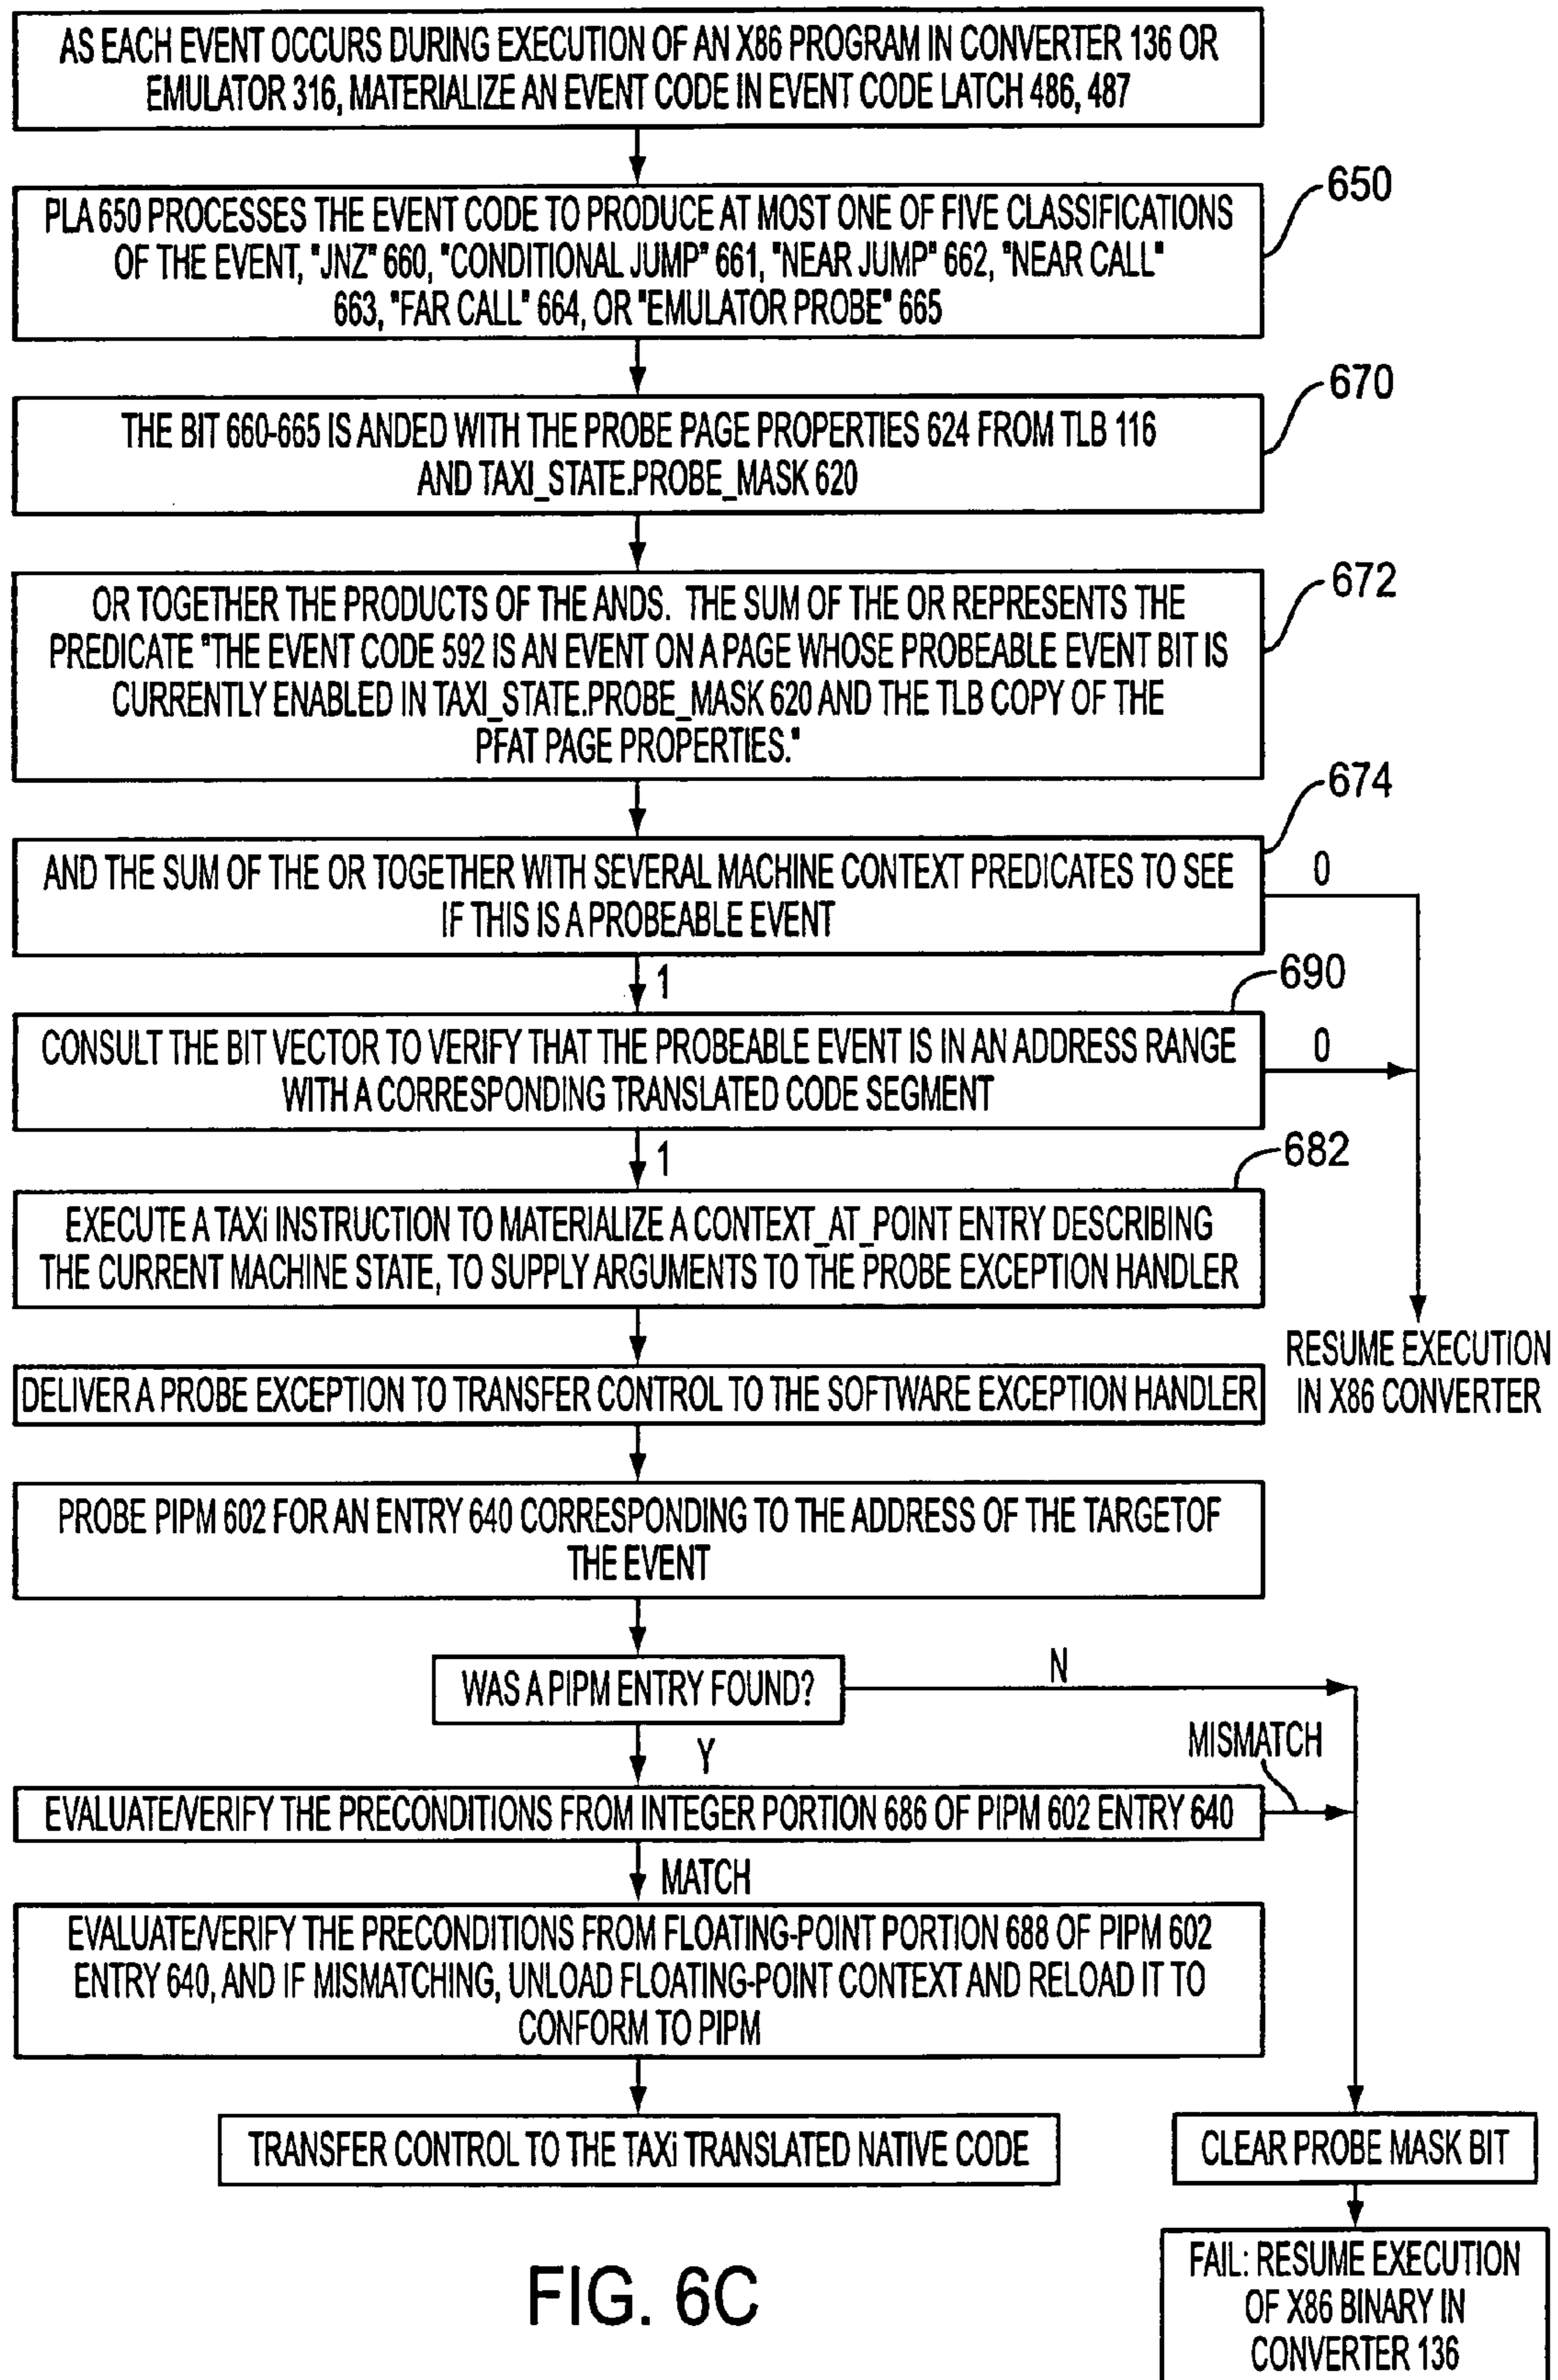 AS EACH EVENT OCCURS DURING EXECUTION OF AN X86 PROGRAM IN CONVERTER 136 OR
EMULATOR 316, MATERIALIZE AN EVENT CODE IN EVENT CODE LATCH 486, 487
650
PLA 650 PROCESSES THE EVENT CODE TO PRODUCE AT MOST ONE OF FIVE CLASSIFICATIONS
OF THE EVENT, "JNZ" 660, "CONDITIONAL JUMP" 661, "NEAR JUMP" 662, "NEAR CALL"
663, "FAR CALL" 664, OR "EMULATOR PROBE" 665
670
THE BIT 660-665 IS ANDED WITH THE PROBE PAGE PROPERTIES 624 FROM TLB 116
AND TAXI_STATE.PROBE_MASK 620
672
OR TOGETHER THE PRODUCTS OF THE ANDS. THE SUM OF THE OR REPRESENTS THE
PREDICATE "THE EVENT CODE 592 IS AN EVENT ON A PAGE WHOSE PROBEABLE EVENT BIT IS
CURRENTLY ENABLED IN TAXI_STATE.PROBE_MASK 620 AND THE TLB COPY OF THE
PFAT PAGE PROPERTIES."
674
AND THE SUM OF THE OR TOGETHER WITH SEVERAL MACHINE CONTEXT PREDICATES TO SEE
IF THIS IS A PROBEABLE EVENT
0
1
690
CONSULT THE BIT VECTOR TO VERIFY THAT THE PROBEABLE EVENT IS IN AN ADDRESS RANGE
WITH A CORRESPONDING TRANSLATED CODE SEGMENT
0
1
682
EXECUTE A TAXi INSTRUCTION TO MATERIALIZE A CONTEXT_AT_POINT ENTRY DESCRIBING
THE CURRENT MACHINE STATE, TO SUPPLY ARGUMENTS TO THE PROBE EXCEPTION HANDLER
RESUME EXECUTION
IN X86 CONVERTER
DELIVER A PROBE EXCEPTION TO TRANSFER CONTROL TO THE SOFTWARE EXCEPTION HANDLER
PROBE PIPM 602 FOR AN ENTRY 640 CORRESPONDING TO THE ADDRESS OF THE TARGETOF
THE EVENT
WAS A PIPM ENTRY FOUND?
N
Y
MISMATCH
EVALUATE/VERIFY THE PRECONDITIONS FROM INTEGER PORTION 686 OF PIPM 602 ENTRY 640
MATCH
EVALUATE/VERIFY THE PRECONDITIONS FROM FLOATING-POINT PORTION 688 OF PIPM 602
ENTRY 640, AND IF MISMATCHING, UNLOAD FLOATING-POINT CONTEXT AND RELOAD IT TO
CONFORM TO PIPM
TRANSFER CONTROL TO THE TAXi TRANSLATED NATIVE CODE
CLEAR PROBE MASK BIT
FAIL: RESUME EXECUTION
OF X86 BINARY IN
CONVERTER 136
FIG. 6C